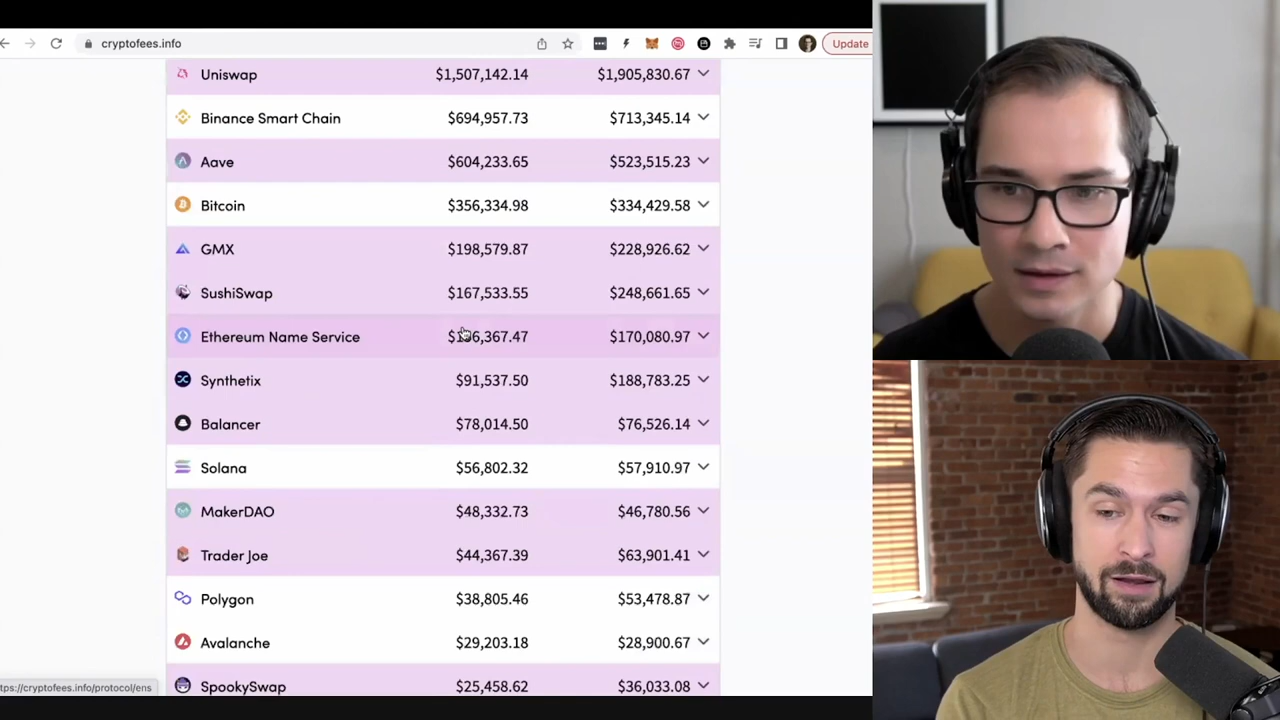 cryptofees.info
Update
Uniswap $1,507,142.14 $1,905,830.67
Binance Smart Chain $694,957.73 $713,345.14
Aave $604,233.65 $523,515.23
Bitcoin $356,334.98 $334,429.58
GMX $198,579.87 $228,926.62
SushiSwap $167,533.55 $248,661.65
Ethereum Name Service $170,080.97
Synthetix $91,537.50 $188,783.25
Balancer $78,014.50 $76,526.14
Solana $56,802.32 $57,910.97
MakerDAO $48,332.73 $46,780.56
Trader Joe $44,367.39 $63,901.41
Polygon $38,805.46 $53,478.87
Avalanche $29,203.18 $28,900.67
SpookySwap $25,458.62 $36,033.08
tps://cryptofees.info/protocol/ens